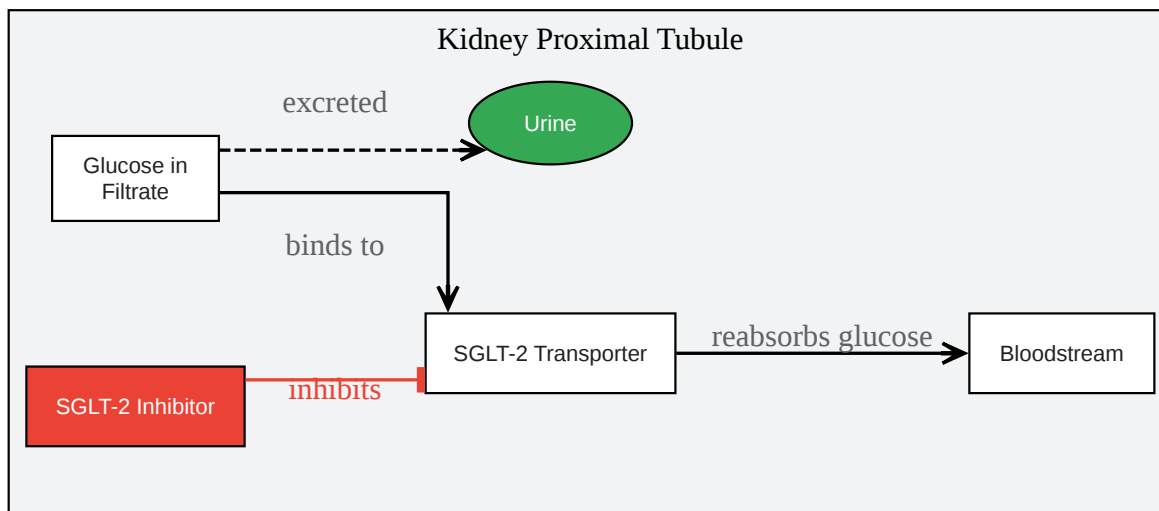 Kidney Proximal Tubule
excreted
Urine
Glucose in
Filtrate
binds to
SGLT-2 Transporter
reabsorbs glucose
Bloodstream
inhibits
SGLT-2 Inhibitor